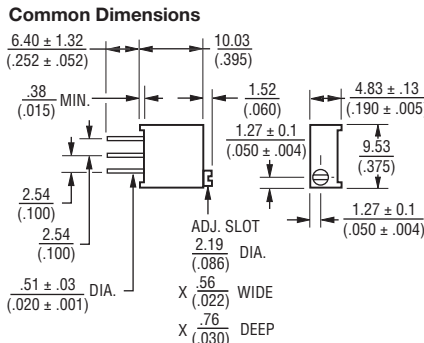 Common Dimensions
6.40 ± 1.32
(.252 ± .052)
10.03
(.395)
.38
(.015) MIN.
1.52
(.060)
4.83 ± .13
(.190 ± .005)
1.27 ± 0.1
(.050 ± .004)
9.53
(.375)
2.54
(.100)
2.54
(.100)
1.27 ± 0.1
(.050 ± .004)
.51 ± .03
(.020 ± .001) DIA.
ADJ. SLOT
2.19
(.086) DIA.
X .56
(.022) WIDE
X .76
(.030) DEEP